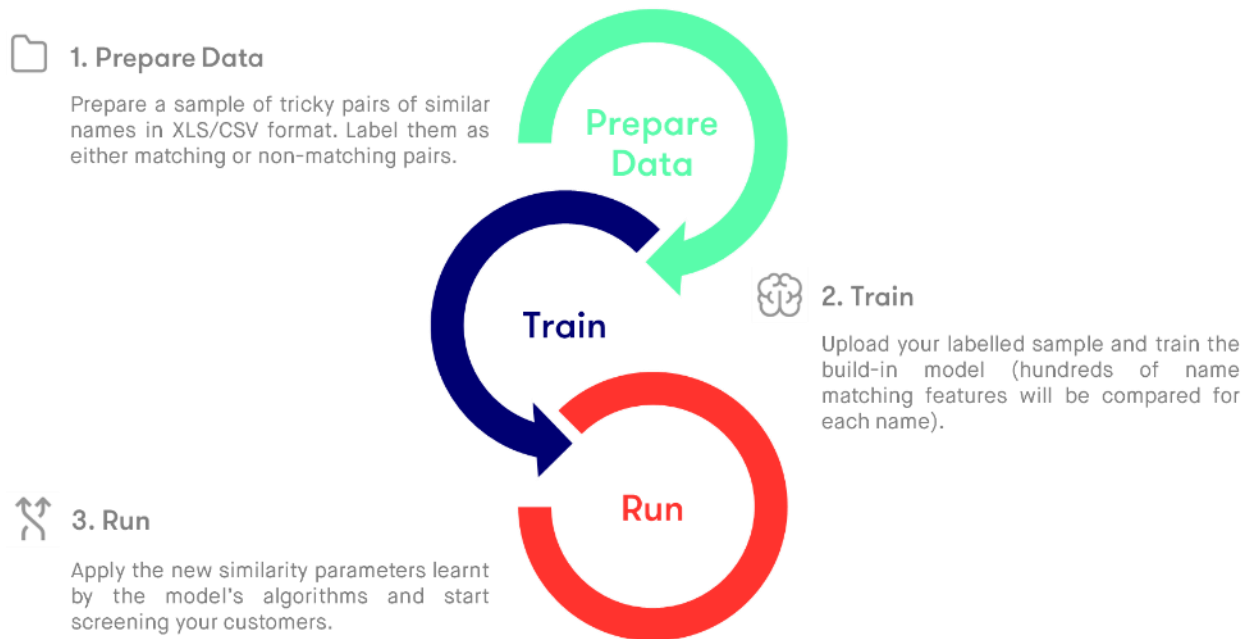 1. Prepare Data
Prepare a sample of tricky pairs of similar
names in XLS/CSV format. Label them as
either matching or non-matching pairs.
Prepare
Data
Train
2. Train
Upload your labelled sample and train the
build-in model (hundreds of name
matching features will be compared for
each name).
Run
3. Run
Apply the new similarity parameters learnt
by the model's algorithms and start
screening your customers.